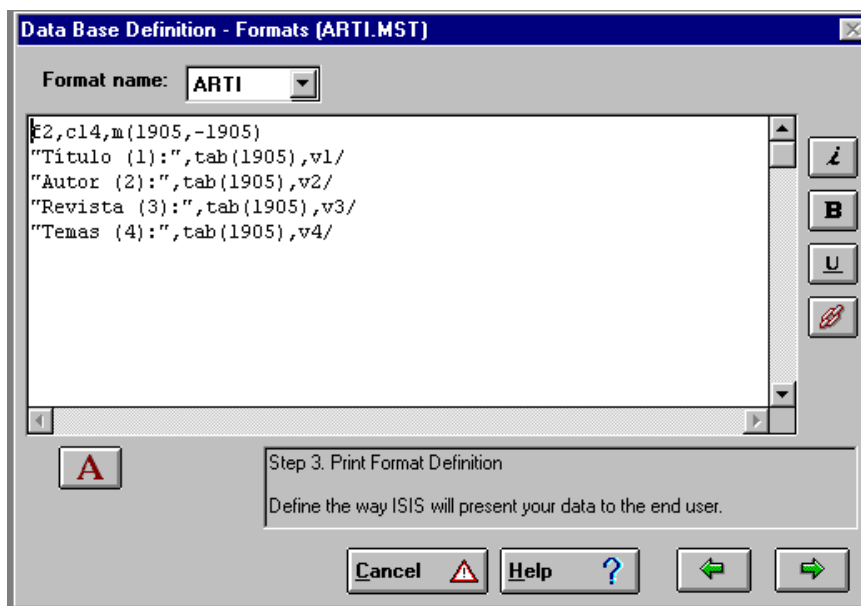 Data Base Definition - Formats (ARTI.MST)
Format name: ARTI
f2,cl4,m(1905,-1905)
"Título (1):",tab(1905),v1/
"Autor (2):",tab(1905),v2/
"Revista (3):",tab(1905),v3/
"Temas (4):",tab(1905),v4/
i
B
U
A
Step 3. Print Format Definition
Define the way ISIS will present your data to the end user.
Cancel Help ?